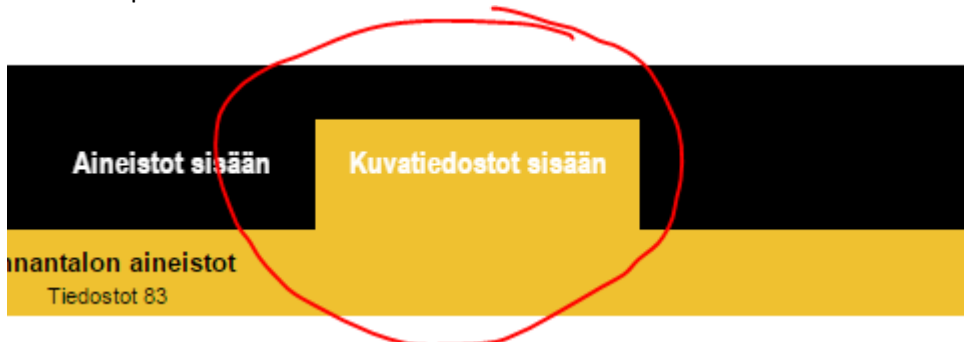 Aineistot sisään
Kuvatiedostot sisään
nnantalon aineistot
Tiedostot 83